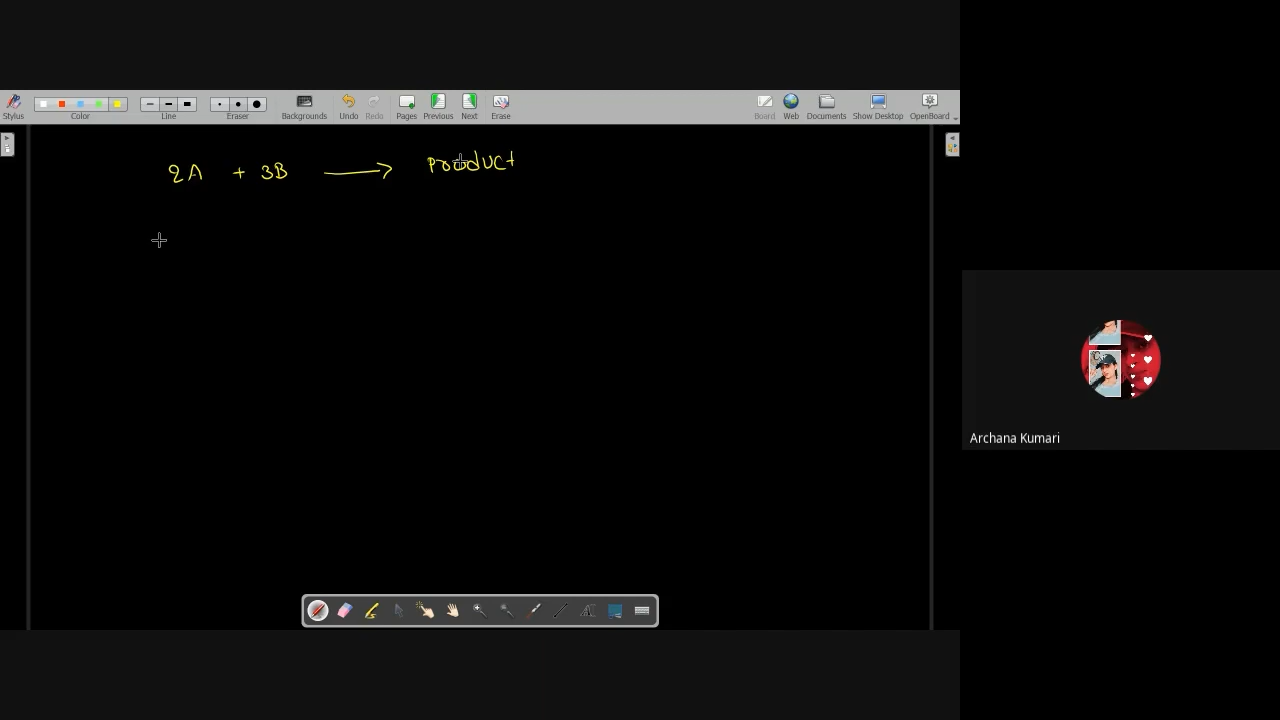 Stylus
Color
Line
Eraser
Backgrounds
Undo
Redo
Pages
Previous
Next
Erase
Board
Web
Documents
Show Desktop
OpenBoard
2A + 3B ⟶ Product
Archana Kumari